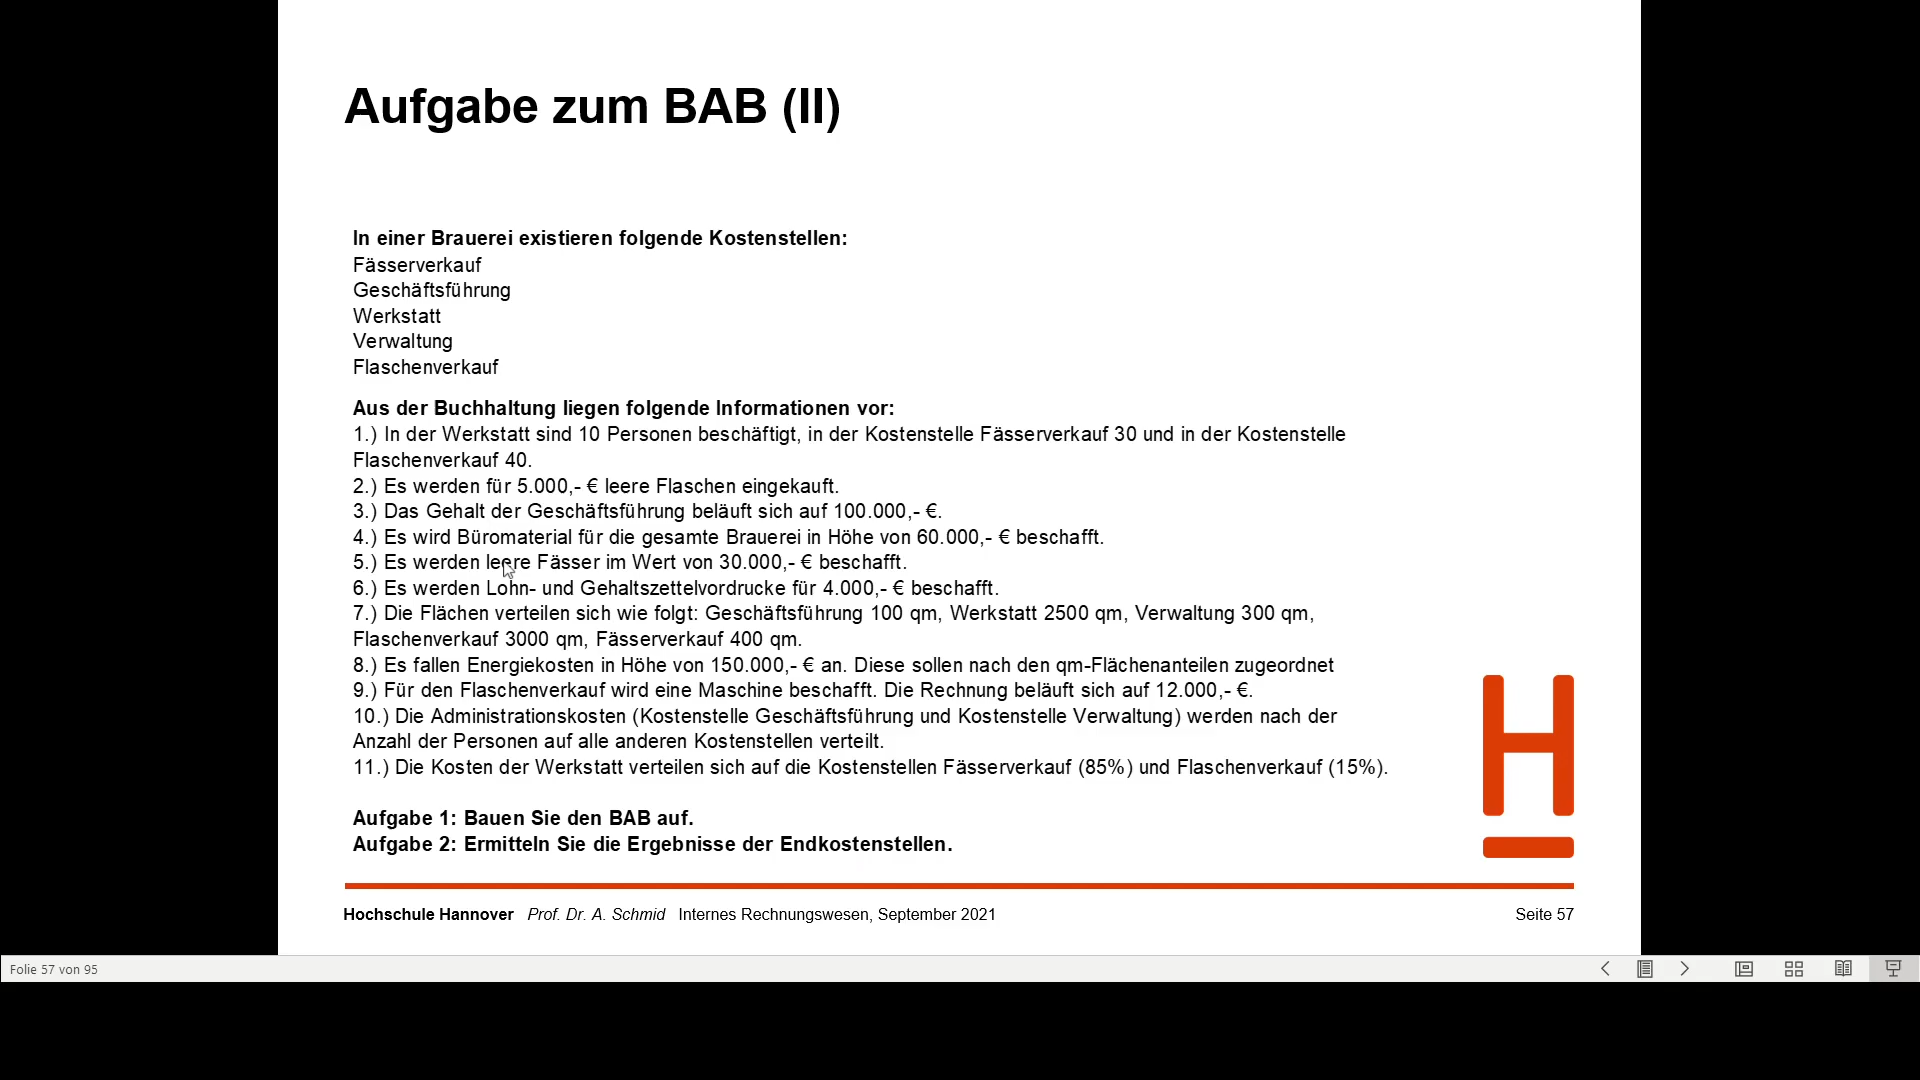 Aufgabe zum BAB (II)
In einer Brauerei existieren folgende Kostenstellen:
Fässerverkauf
Geschäftsführung
Werkstatt
Verwaltung
Flaschenverkauf
Aus der Buchhaltung liegen folgende Informationen vor:
1.) In der Werkstatt sind 10 Personen beschäftigt, in der Kostenstelle Fässerverkauf 30 und in der Kostenstelle
Flaschenverkauf 40.
2.) Es werden für 5.000,- € leere Flaschen eingekauft.
3.) Das Gehalt der Geschäftsführung beläuft sich auf 100.000,- €.
4.) Es wird Büromaterial für die gesamte Brauerei in Höhe von 60.000,- € beschafft.
5.) Es werden leere Fässer im Wert von 30.000,- € beschafft.
6.) Es werden Lohn- und Gehaltszettelvordrucke für 4.000,- € beschafft.
7.) Die Flächen verteilen sich wie folgt: Geschäftsführung 100 qm, Werkstatt 2500 qm, Verwaltung 300 qm,
Flaschenverkauf 3000 qm, Fässerverkauf 400 qm.
8.) Es fallen Energiekosten in Höhe von 150.000,- € an. Diese sollen nach den qm-Flächenanteilen zugeordnet
9.) Für den Flaschenverkauf wird eine Maschine beschafft. Die Rechnung beläuft sich auf 12.000,- €.
10.) Die Administrationskosten (Kostenstelle Geschäftsführung und Kostenstelle Verwaltung) werden nach der
Anzahl der Personen auf alle anderen Kostenstellen verteilt.
11.) Die Kosten der Werkstatt verteilen sich auf die Kostenstellen Fässerverkauf (85%) und Flaschenverkauf (15%).
Aufgabe 1: Bauen Sie den BAB auf.
Aufgabe 2: Ermitteln Sie die Ergebnisse der Endkostenstellen.
H
Hochschule Hannover Prof. Dr. A. Schmid Internes Rechnungswesen, September 2021
Seite 57
Folie 57 von 95